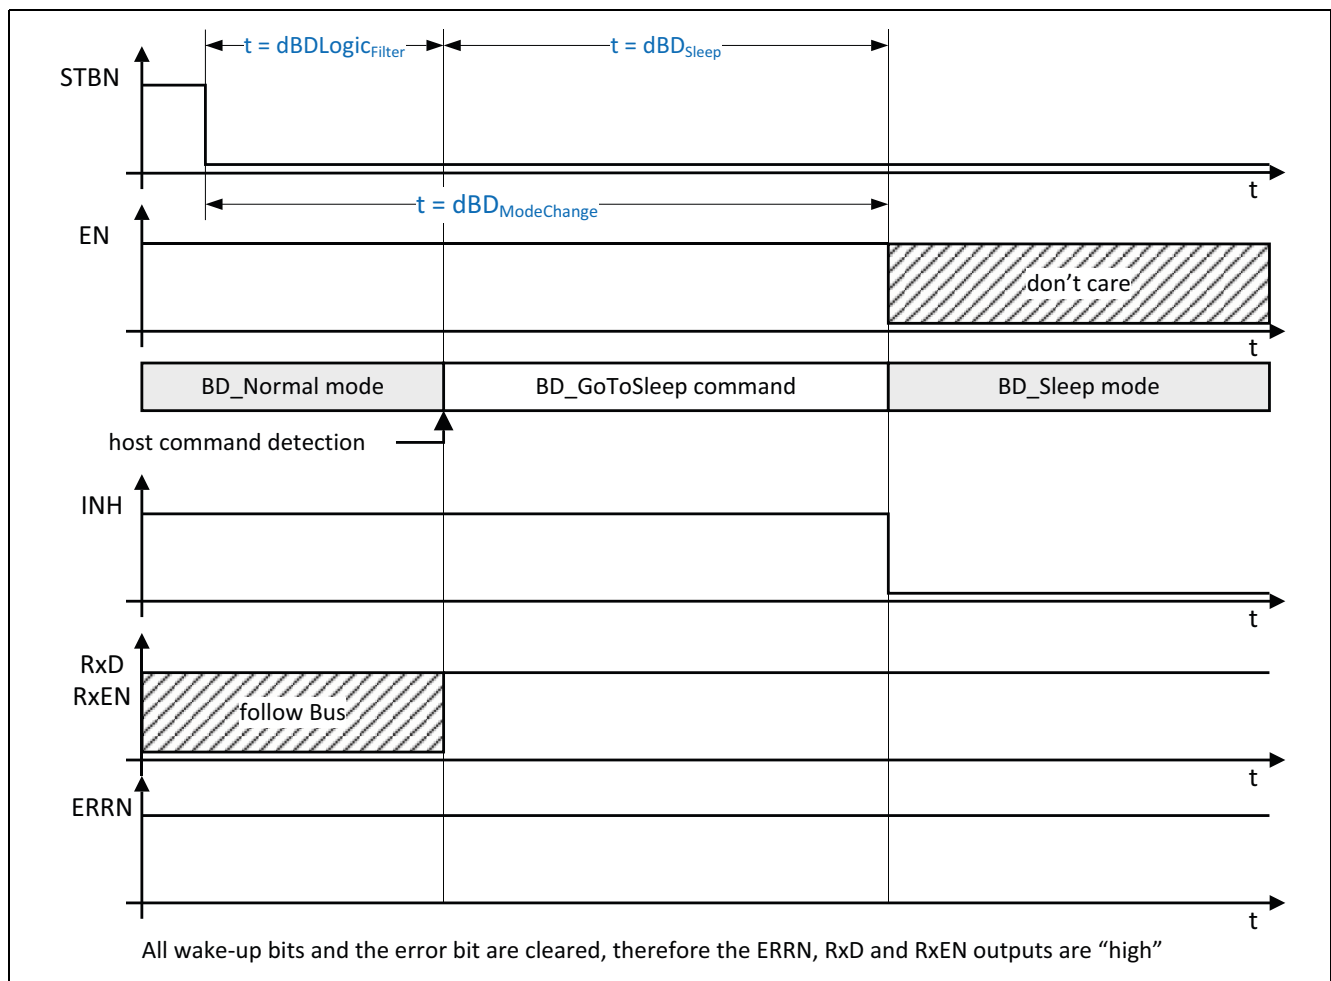 t = dBDLogicFilter
t = dBDSleep
STBN
t
t = dBDModeChange
EN
don't care
t
BD_Normal mode
BD_GoToSleep command
BD_Sleep mode
host command detection
INH
t
RxD
RxEN
follow Bus
t
ERRN
t
All wake-up bits and the error bit are cleared, therefore the ERRN, RxD and RxEN outputs are “high”